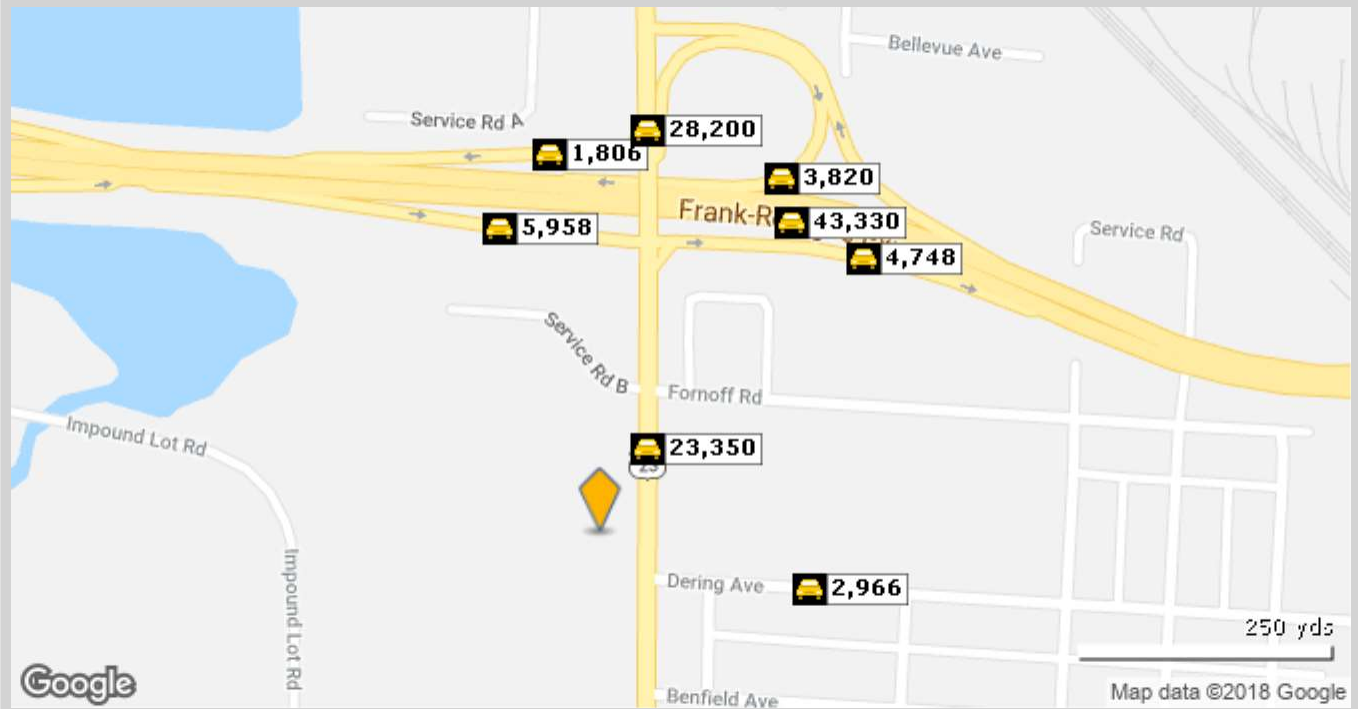 Bellevue Ave
Service Rd A
28,200
1,806
3,820
Service Rd
Frank-R
43,330
5,958
4,748
Service Rd B
Fornoff Rd
Impound Lot Rd
23,350
23
Impound Lot Rd
Dering Ave
2,966
250 yds
Google
Benfield Ave
Map data ©2018 Google